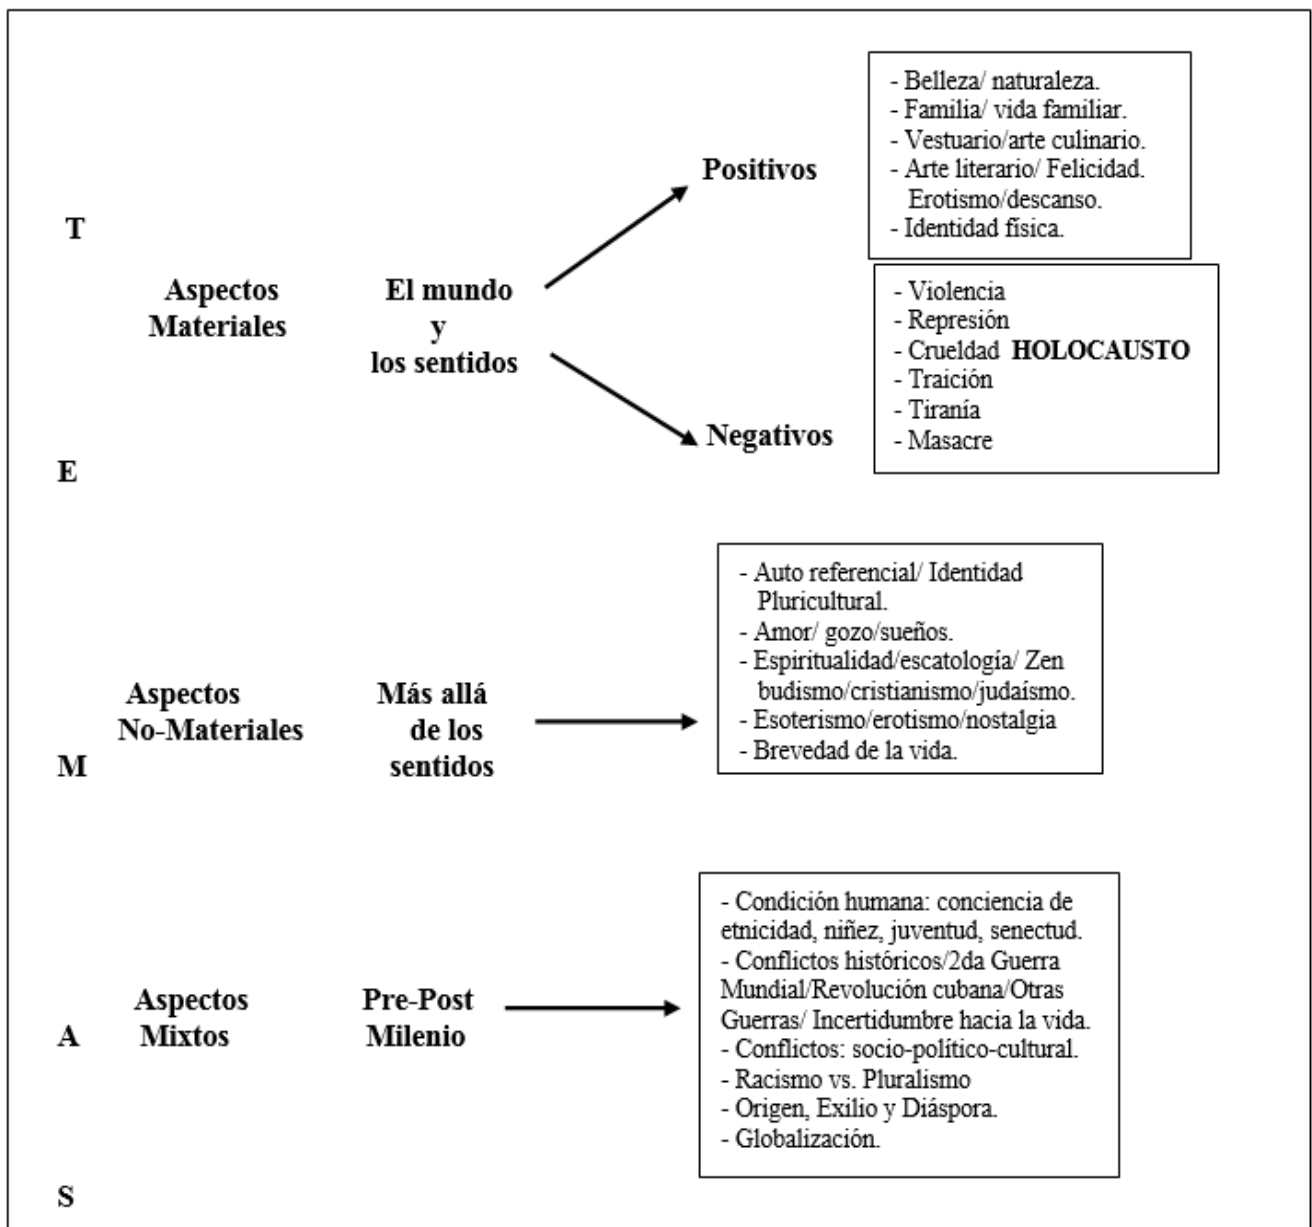 T
Aspectos
Materiales
El mundo
y
los sentidos
Positivos
- Belleza/ naturaleza.
- Familia/ vida familiar.
- Vestuario/arte culinario.
- Arte literario/ Felicidad.
Erotismo/descanso.
- Identidad física.
Negativos
- Violencia
- Represión
- Crueldad HOLOCAUSTO
- Traición
- Tiranía
- Masacre
E
Aspectos
No-Materiales
Más allá
de los
sentidos
- Auto referencial/ Identidad
Pluricultural.
- Amor/ gozo/sueños.
- Espiritualidad/escatología/ Zen
budismo/cristianismo/judaísmo.
- Esoterismo/erotismo/nostalgia
- Brevedad de la vida.
M
Aspectos
Mixtos
Pre-Post
Milenio
- Condición humana: conciencia de
etnicidad, niñez, juventud, senectud.
- Conflictos históricos/2da Guerra
Mundial/Revolución cubana/Otras
Guerras/ Incertidumbre hacia la vida.
- Conflictos: socio-político-cultural.
- Racismo vs. Pluralismo
- Origen, Exilio y Diáspora.
- Globalización.
A
S